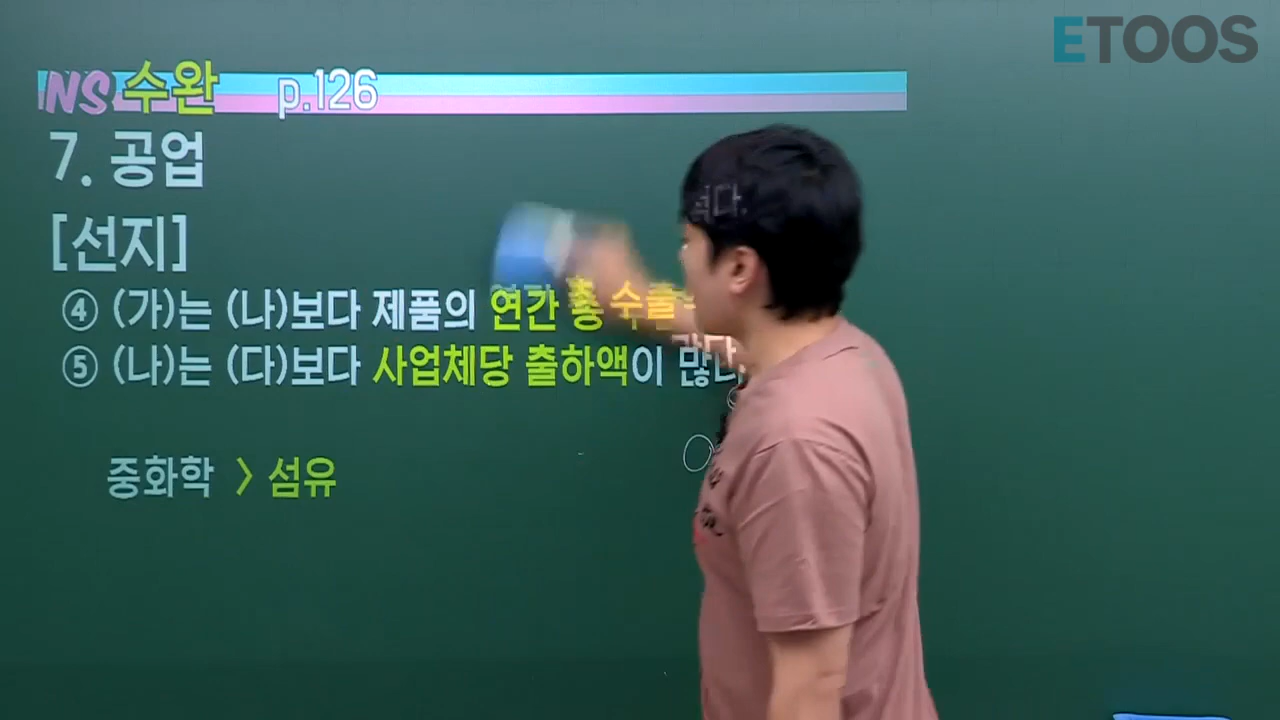 ETOOS
NS 수완 p.126
7. 공업
[선지]
④ (가)는 (나)보다 제품의 연간 총 수출
⑤ (나)는 (다)보다 사업체당 출하액이 많다
중화학 > 섬유